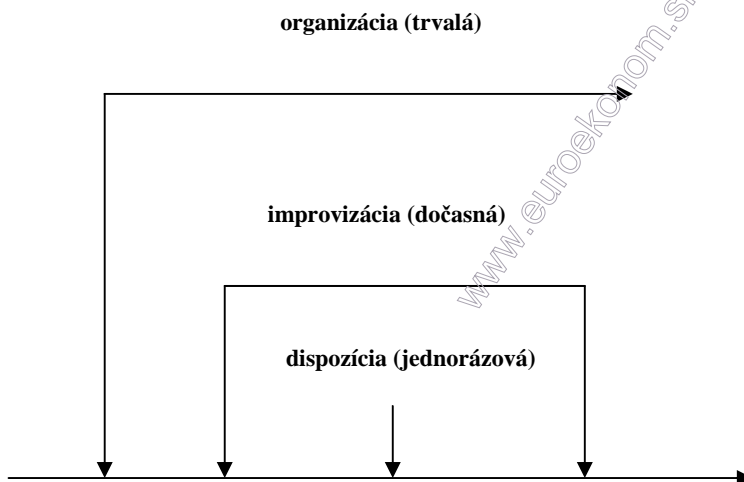 organizácia (trvalá)
improvizácia (dočasná)
dispozícia (jednorázová)
www.euroekonom.sk